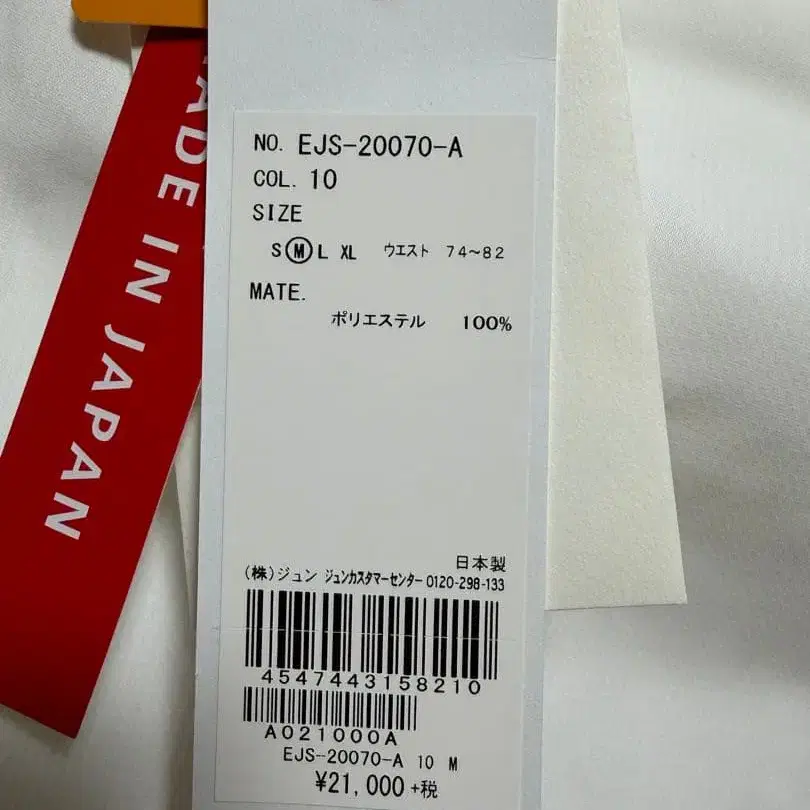 MADE IN JAPAN
NO. EJS-20070-A
COL. 10
SIZE
S M L XL ウエスト 74~82
MATE.
ポリエステル 100%
日本製
(株)ジュン ジュンカスタマーセンター 0120-298-133
4547443158210
A021000A
EJS-20070-A 10 M
¥21,000+税